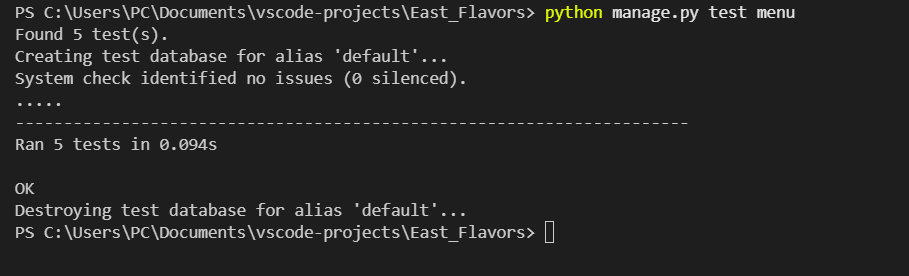 PS C:\Users\PC\Documents\vscode-projects\East_Flavors> python manage.py test menu
Found 5 test(s).
Creating test database for alias 'default'...
System check identified no issues (0 silenced).
.....
----------------------------------------------------------------------
Ran 5 tests in 0.094s
OK
Destroying test database for alias 'default'...
PS C:\Users\PC\Documents\vscode-projects\East_Flavors>